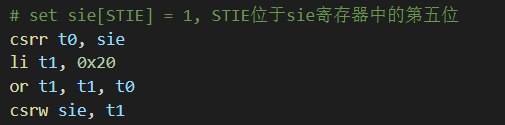 # set sie[STIE] = 1, STIE位于sie寄存器中的第五位
csrr t0, sie
li t1, 0x20
or t1, t1, t0
csrw sie, t1